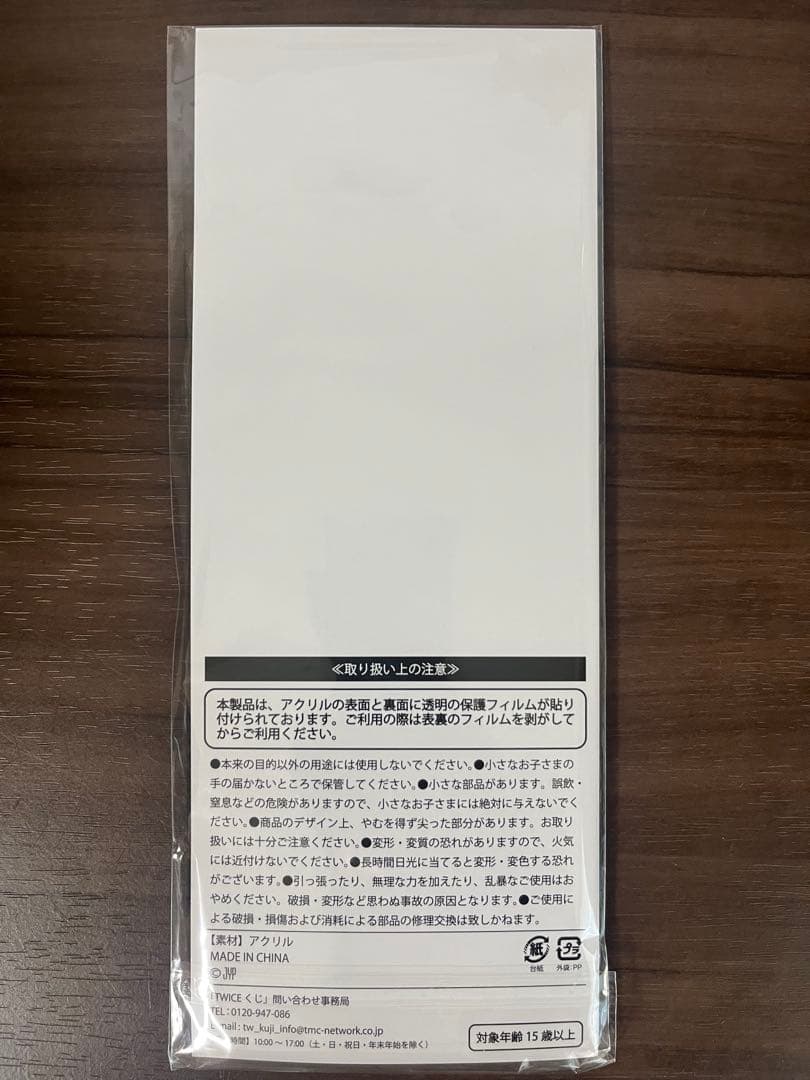 ≪取り扱い上の注意≫
本製品は、アクリルの表面と裏面に透明の保護フィルムが貼り
付けられております。ご利用の際は表裏のフィルムを剥がして
からご利用ください。
●本来の目的以外の用途には使用しないでください。●小さなお子さまの
手の届かないところで保管してください。●小さな部品があります。誤飲・
窒息などの危険がありますので、小さなお子さまには絶対に与えないでく
ださい。●商品のデザイン上、やむを得ず尖った部分があります。お取り
扱いには十分ご注意ください。●変形・変質の恐れがありますので、火気
には近付けないでください。●長時間日光に当てると変形・変色する恐れ
がございます。●引っ張ったり、無理な力を加えたり、乱暴なご使用はお
やめください。破損・変形など思わぬ事故の原因となります。●ご使用に
よる破損・損傷および消耗による部品の修理交換は致しかねます。
【素材】アクリル
MADE IN CHINA
©JYP
紙
台紙
プラ
外袋:PP
「TWICEくじ」問い合わせ事務局
TEL:0120-947-086
E-mail : tw_kuji_info@tmc-network.co.jp
時間】10:00～17:00（土・日・祝日・年末年始を除く）
対象年齢15歳以上